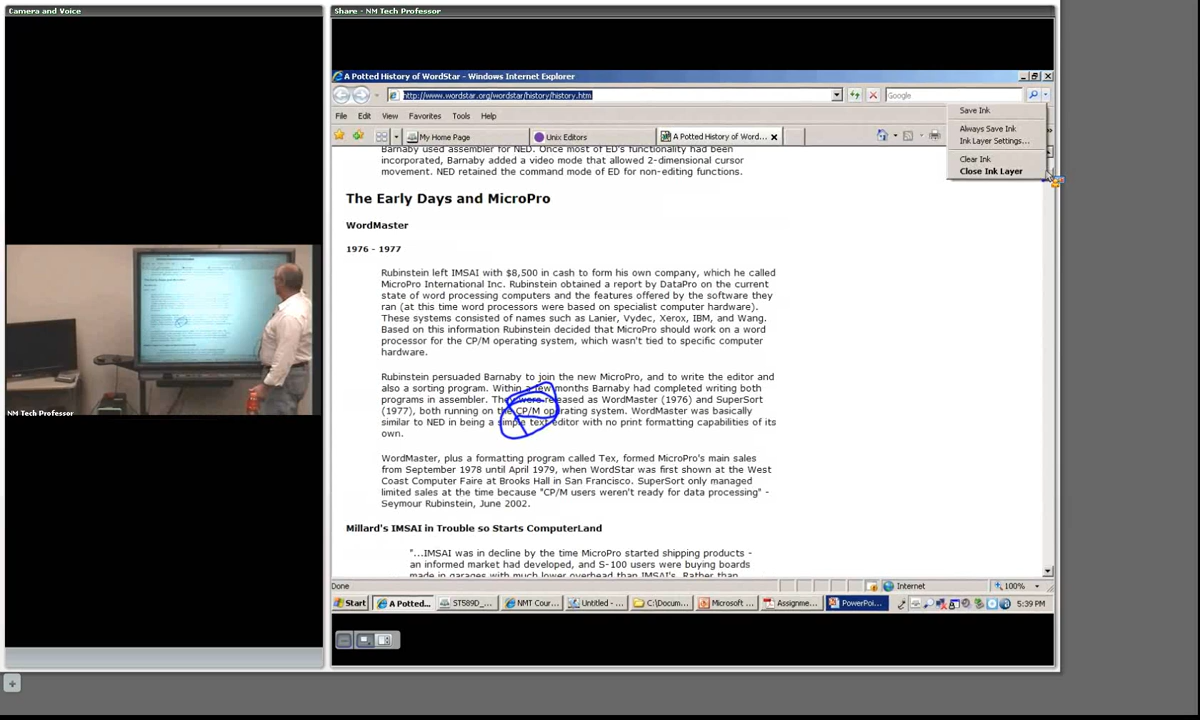 Camera and Voice
NM Tech Professor
Share - NM Tech Professor
A Potted History of WordStar - Windows Internet Explorer
http://www.wordstar.org/wordstar/history/history.htm
Google
File Edit View Favorites Tools Help
My Home Page
Unix Editors
A Potted History of Word...
Save Ink
Always Save Ink
Ink Layer Settings...
Clear Ink
Close Ink Layer
Barnaby used assembler for NED. Once most of ED's functionality had been
incorporated, Barnaby added a video mode that allowed 2-dimensional cursor
movement. NED retained the command mode of ED for non-editing functions.
The Early Days and MicroPro
WordMaster
1976 - 1977
Rubinstein left IMSAI with $8,500 in cash to form his own company, which he called
MicroPro International Inc. Rubinstein obtained a report by DataPro on the current
state of word processing computers and the features offered by the software they
ran (at this time word processors were based on specialist computer hardware).
These systems consisted of names such as Lanier, Vydec, Xerox, IBM, and Wang.
Based on this information Rubinstein decided that MicroPro should work on a word
processor for the CP/M operating system, which wasn't tied to specific computer
hardware.
Rubinstein persuaded Barnaby to join the new MicroPro, and to write the editor and
also a sorting program. Within a few months Barnaby had completed writing both
programs in assembler. They were released as WordMaster (1976) and SuperSort
(1977), both running on the CP/M operating system. WordMaster was basically
similar to NED in being a simple text editor with no print formatting capabilities of its
own.
WordMaster, plus a formatting program called Tex, formed MicroPro's main sales
from September 1978 until April 1979, when WordStar was first shown at the West
Coast Computer Faire at Brooks Hall in San Francisco. SuperSort only managed
limited sales at the time because "CP/M users weren't ready for data processing" -
Seymour Rubinstein, June 2002.
Millard's IMSAI in Trouble so Starts ComputerLand
"...IMSAI was in decline by the time MicroPro started shipping products -
an informed market had developed, and S-100 users were buying boards
made in garages with much lower overhead than IMSAI's. Rather than
Done
Internet
100%
Start
A Potted...
ST589D_...
NMT Cour...
Untitled - ...
C:\Docum...
Microsoft ...
Assignme...
PowerPoi...
5:39 PM